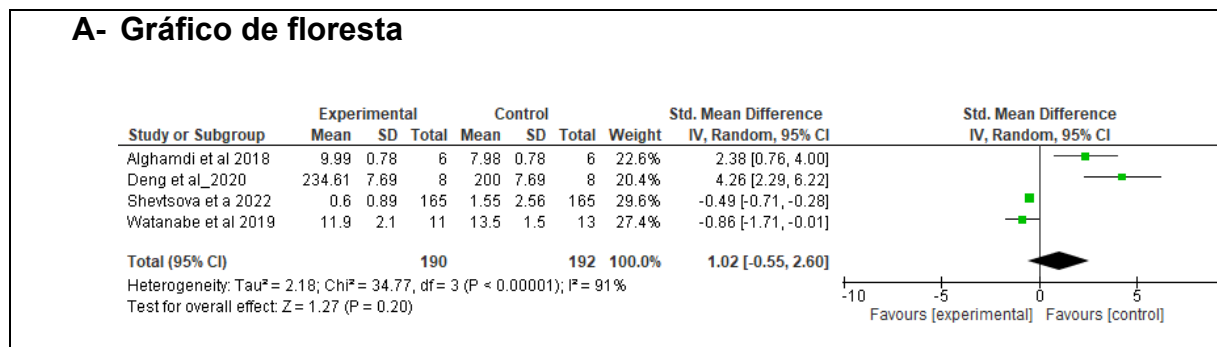 A- Gráfico de floresta
Experimental Control Std. Mean Difference Std. Mean Difference
Study or Subgroup Mean SD Total Mean SD Total Weight IV, Random, 95% CI IV, Random, 95% CI
Alghamdi et al 2018 9.99 0.78 6 7.98 0.78 6 22.6% 2.38 [0.76, 4.00]
Deng et al_2020 234.61 7.69 8 200 7.69 8 20.4% 4.26 [2.29, 6.22]
Shevtsova et a 2022 0.6 0.89 165 1.55 2.56 165 29.6% -0.49 [-0.71, -0.28]
Watanabe et al 2019 11.9 2.1 11 13.5 1.5 13 27.4% -0.86 [-1.71, -0.01]
Total (95% CI) 190 192 100.0% 1.02 [-0.55, 2.60]
Heterogeneity: Tau² = 2.18; Chi² = 34.77, df = 3 (P < 0.00001); I² = 91%
Test for overall effect: Z = 1.27 (P = 0.20)
-10 -5 0 5
Favours [experimental] Favours [control]